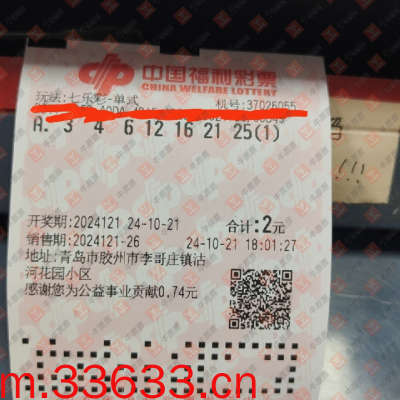 中国福利彩票
CHINA WELFARE LOTTERY
玩法:七乐彩-单式 机号:37026055
A. 3 4 6 12 16 21 25(1)
开奖期:2024121 24-10-21 合计:2元
销售期:2024121-26 24-10-21 18:01:27
地址:青岛市胶州市李哥庄镇沽
河花园小区
感谢您为公益事业贡献0.74元
!!!
m.33633.cn